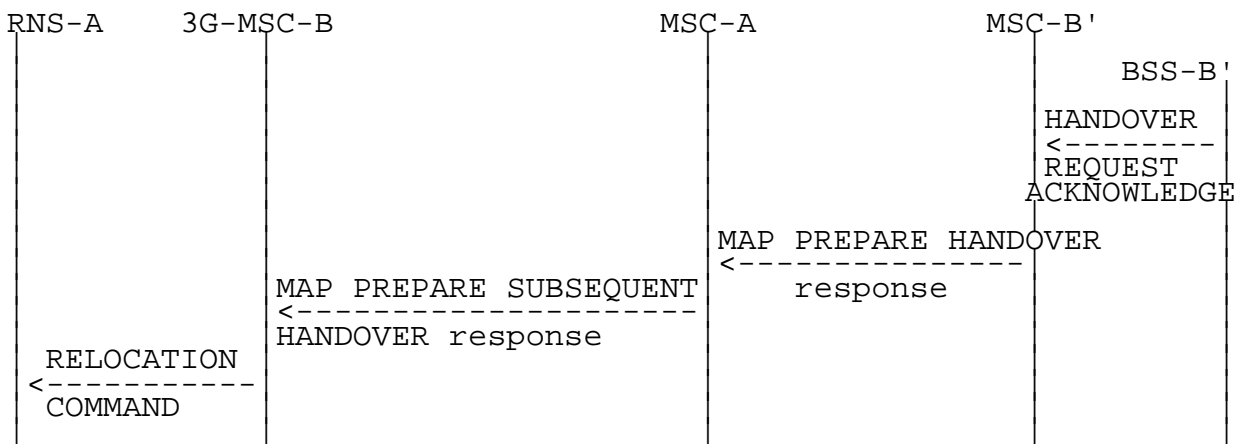 RNS-A 3G-MSC-B MSC-A MSC-B'
BSS-B'
HANDOVER
REQUEST
ACKNOWLEDGE
MAP PREPARE HANDOVER
response
MAP PREPARE SUBSEQUENT
HANDOVER response
RELOCATION
COMMAND